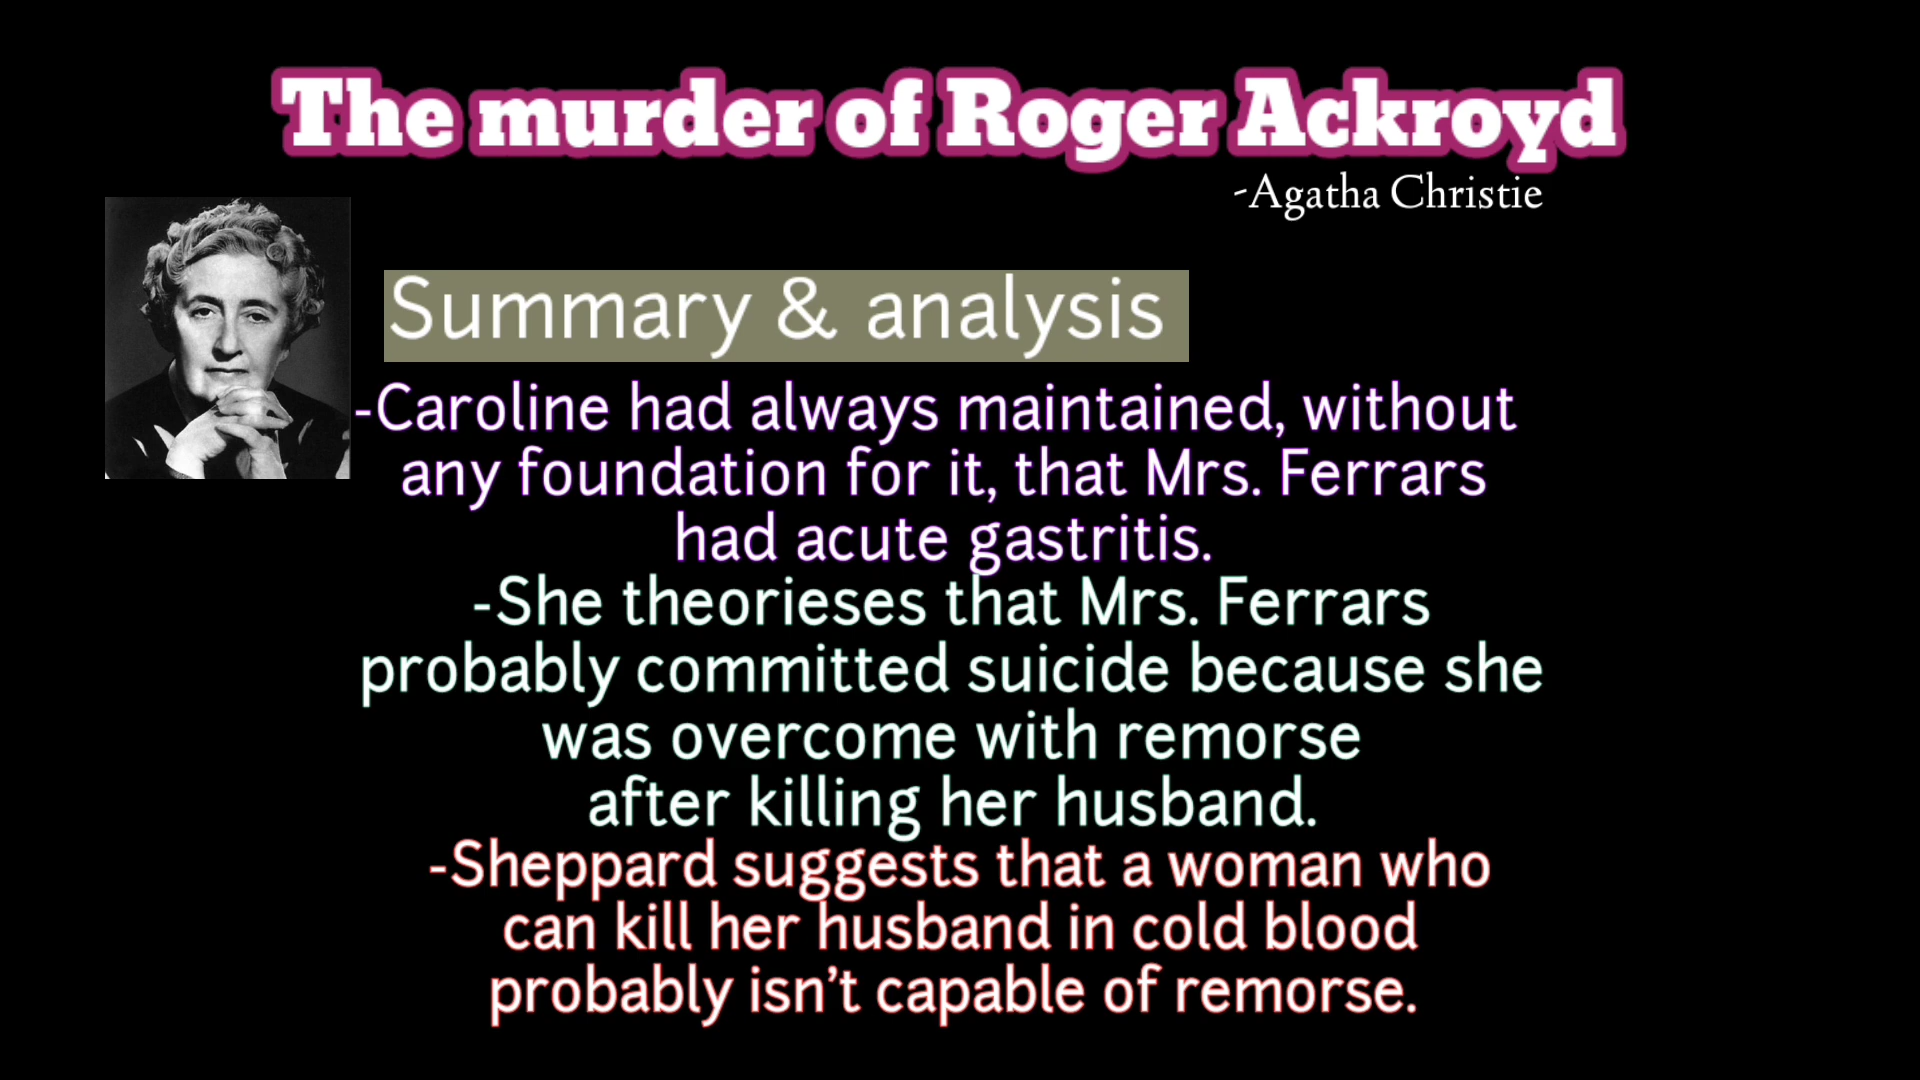 The murder of Roger Ackroyd
-Agatha Christie
Summary & analysis
-Caroline had always maintained, without
any foundation for it, that Mrs. Ferrars
had acute gastritis.
-She theorieses that Mrs. Ferrars
probably committed suicide because she
was overcome with remorse
after killing her husband.
-Sheppard suggests that a woman who
can kill her husband in cold blood
probably isn’t capable of remorse.